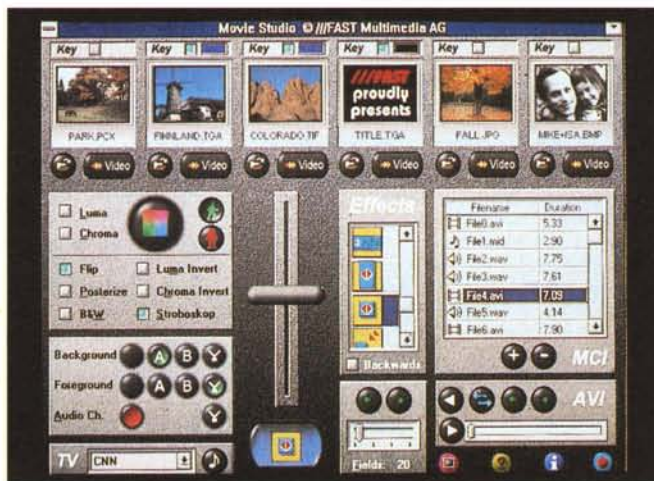 Movie Studio © ///FAST Multimedia AG
Key Key Key Key Key Key
///FAST
proudly
presents
PARK.PCX FINNLAND.TGA COLORADO.TIF TITLE.TGA FALL.JPG MIKE+ISA.BMP
Video Video Video Video Video Video
Luma
Chroma
Flip Luma Invert
Posterize Chroma Invert
B&W Stroboskop
Effects
Backwards
Filename Duration
File0.avi 5.33
File1.mid 2.90
File2.wav 7.75
File3.wav 7.61
File4.avi 7.09
File5.wav 4.14
File6.avi 7.90
MCI
Background A B
Foreground A B
Audio Ch.
TV CNN
Fields: 20
AVI